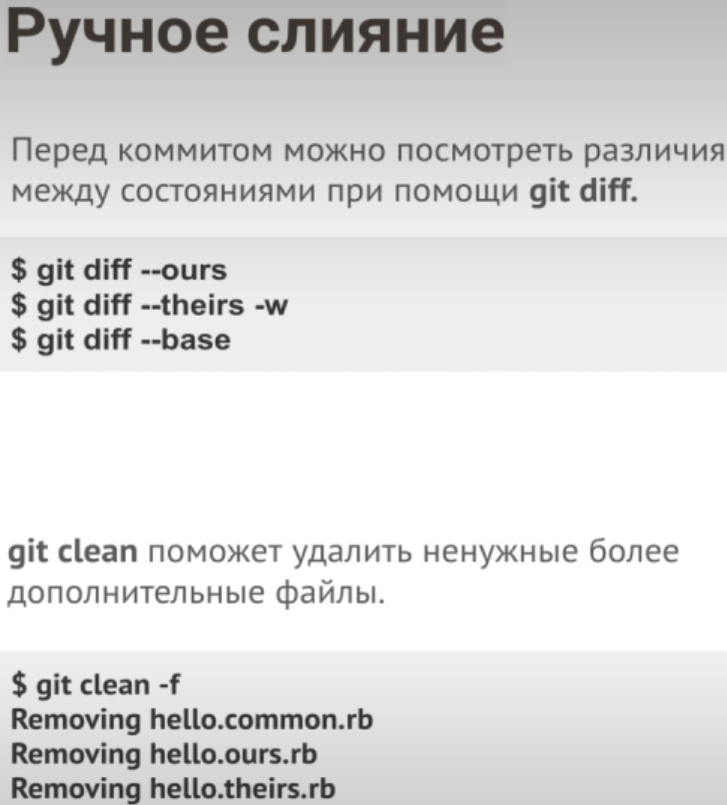 Ручное слияние
Перед коммитом можно посмотреть различия
между состояниями при помощи git diff.
$ git diff --ours
$ git diff --theirs -w
$ git diff --base
git clean поможет удалить ненужные более
дополнительные файлы.
$ git clean -f
Removing hello.common.rb
Removing hello.ours.rb
Removing hello.theirs.rb